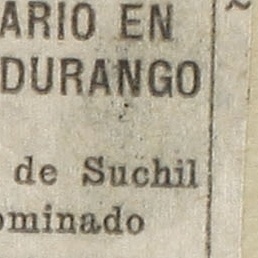 ARIO EN
DURANGO
de Suchil
ominado